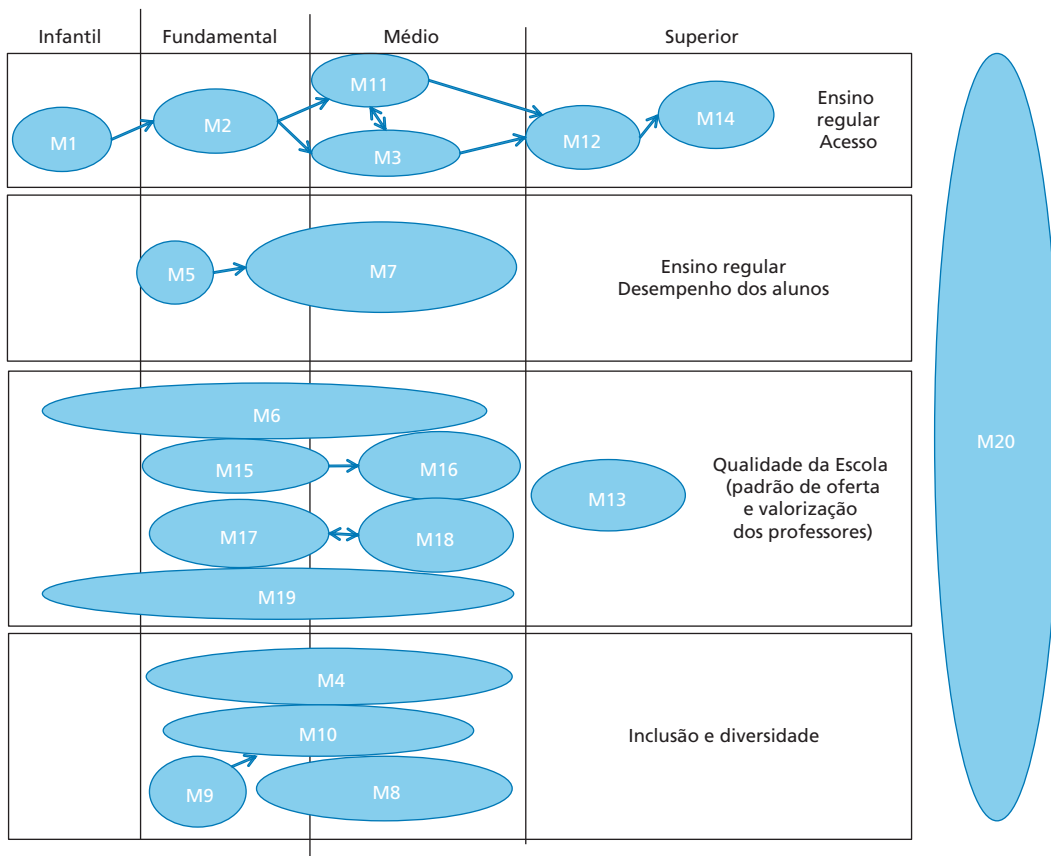 Infantil
Fundamental
Médio
Superior
M1
M2
M11
M3
M12
M14
Ensino
regular
Acesso
M5
M7
Ensino regular
Desempenho dos alunos
M6
M15
M16
M17
M18
M19
M13
Qualidade da Escola
(padrão de oferta
e valorização
dos professores)
M4
M10
M9
M8
Inclusão e diversidade
M20